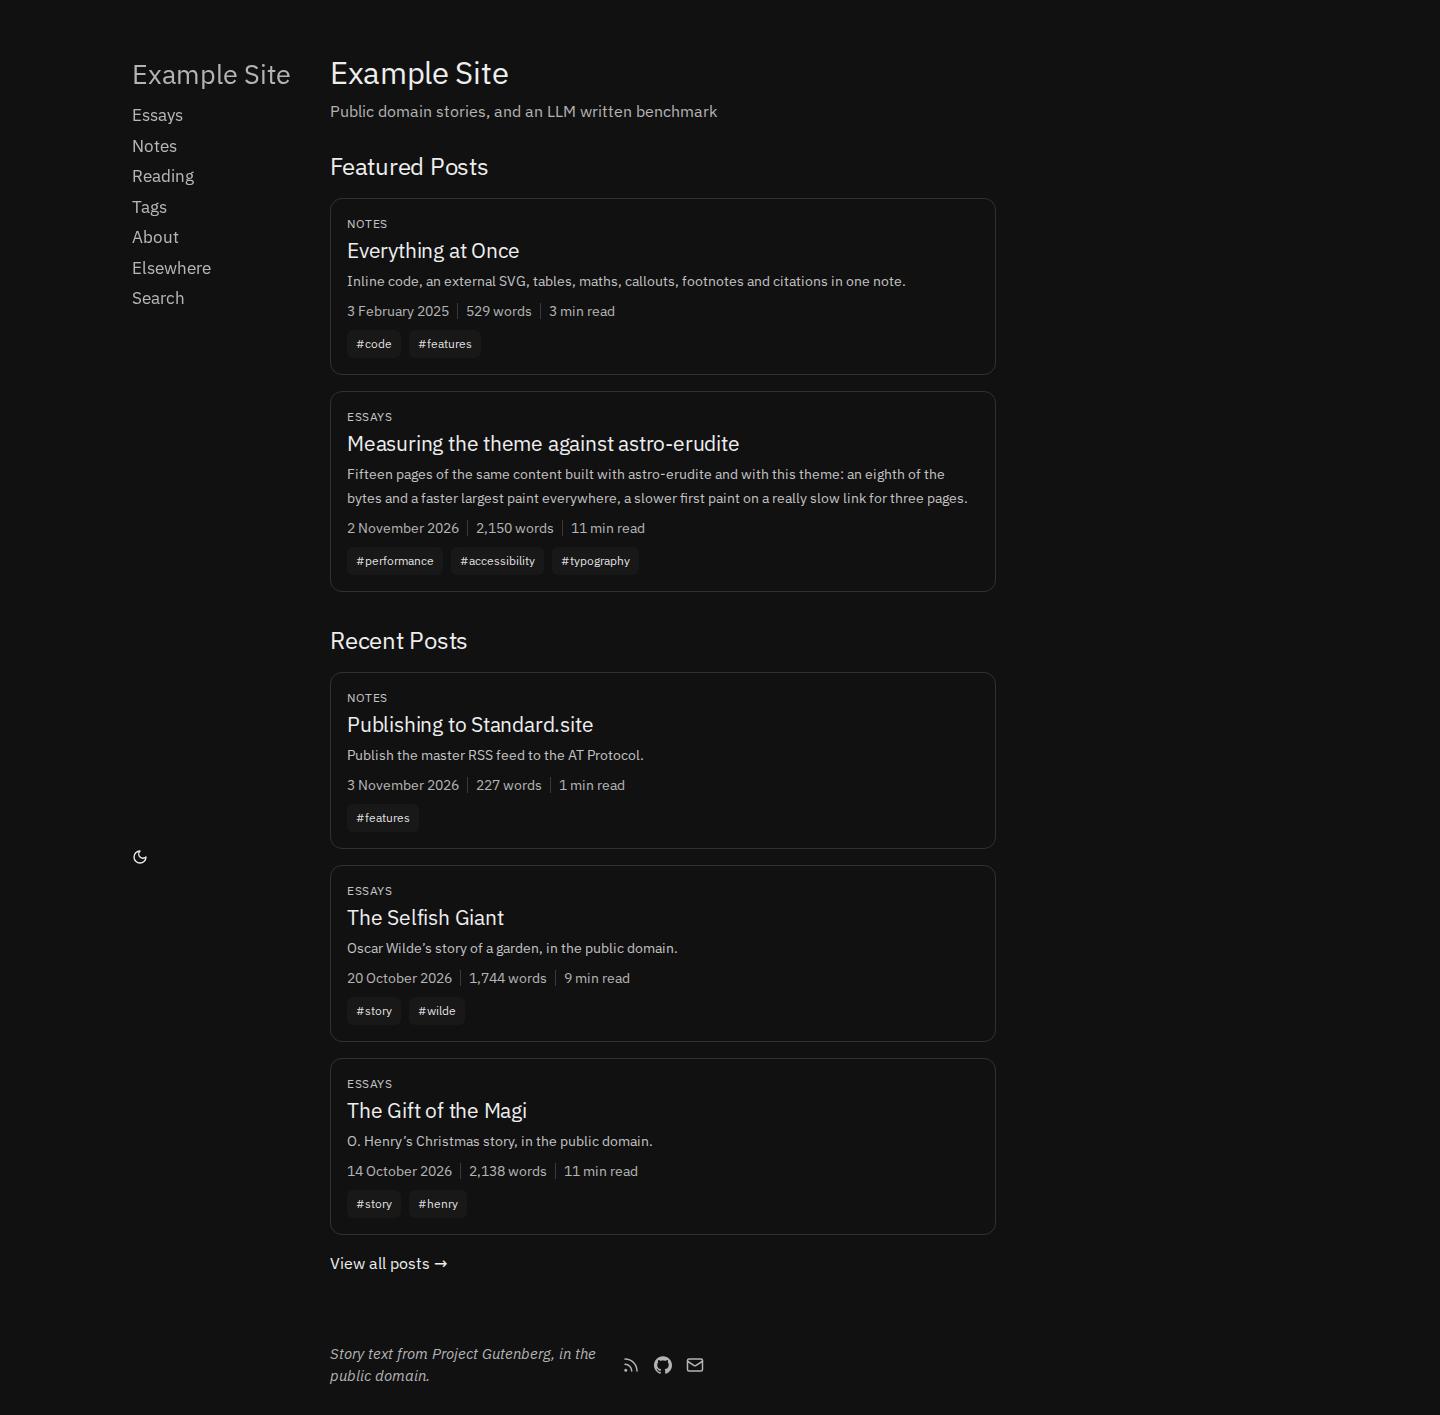 Example Site
Essays
Notes
Reading
Tags
About
Elsewhere
Search
Example Site
Public domain stories, and an LLM written benchmark
Featured Posts
NOTES
Everything at Once
Inline code, an external SVG, tables, maths, callouts, footnotes and citations in one note.
3 February 2025 529 words 3 min read
#code #features
ESSAYS
Measuring the theme against astro-erudite
Fifteen pages of the same content built with astro-erudite and with this theme: an eighth of the
bytes and a faster largest paint everywhere, a slower first paint on a really slow link for three pages.
2 November 2026 2,150 words 11 min read
#performance #accessibility #typography
Recent Posts
NOTES
Publishing to Standard.site
Publish the master RSS feed to the AT Protocol.
3 November 2026 227 words 1 min read
#features
ESSAYS
The Selfish Giant
Oscar Wilde’s story of a garden, in the public domain.
20 October 2026 1,744 words 9 min read
#story #wilde
ESSAYS
The Gift of the Magi
O. Henry’s Christmas story, in the public domain.
14 October 2026 2,138 words 11 min read
#story #henry
View all posts →
Story text from Project Gutenberg, in the
public domain.